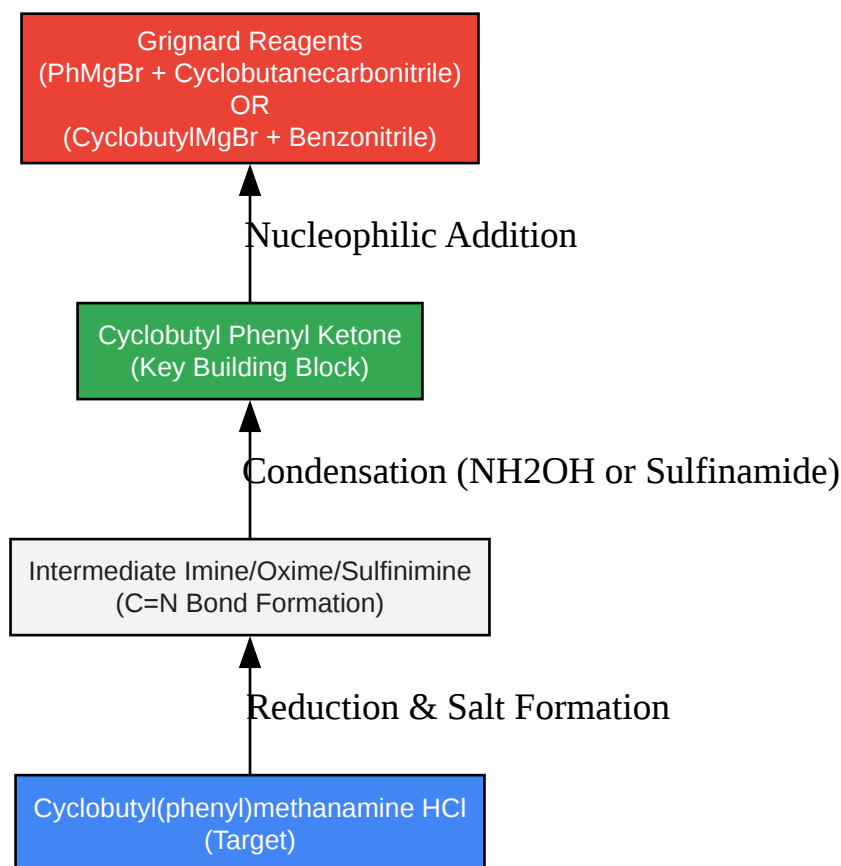 Grignard Reagents
(PhMgBr + Cyclobutanecarbonitrile)
OR
(CyclobutylMgBr + Benzonitrile)
Nucleophilic Addition
Cyclobutyl Phenyl Ketone
(Key Building Block)
Condensation (NH2OH or Sulfinamide)
Intermediate Imine/Oxime/Sulfinimine
(C=N Bond Formation)
Reduction & Salt Formation
Cyclobutyl(phenyl)methanamine HCl
(Target)